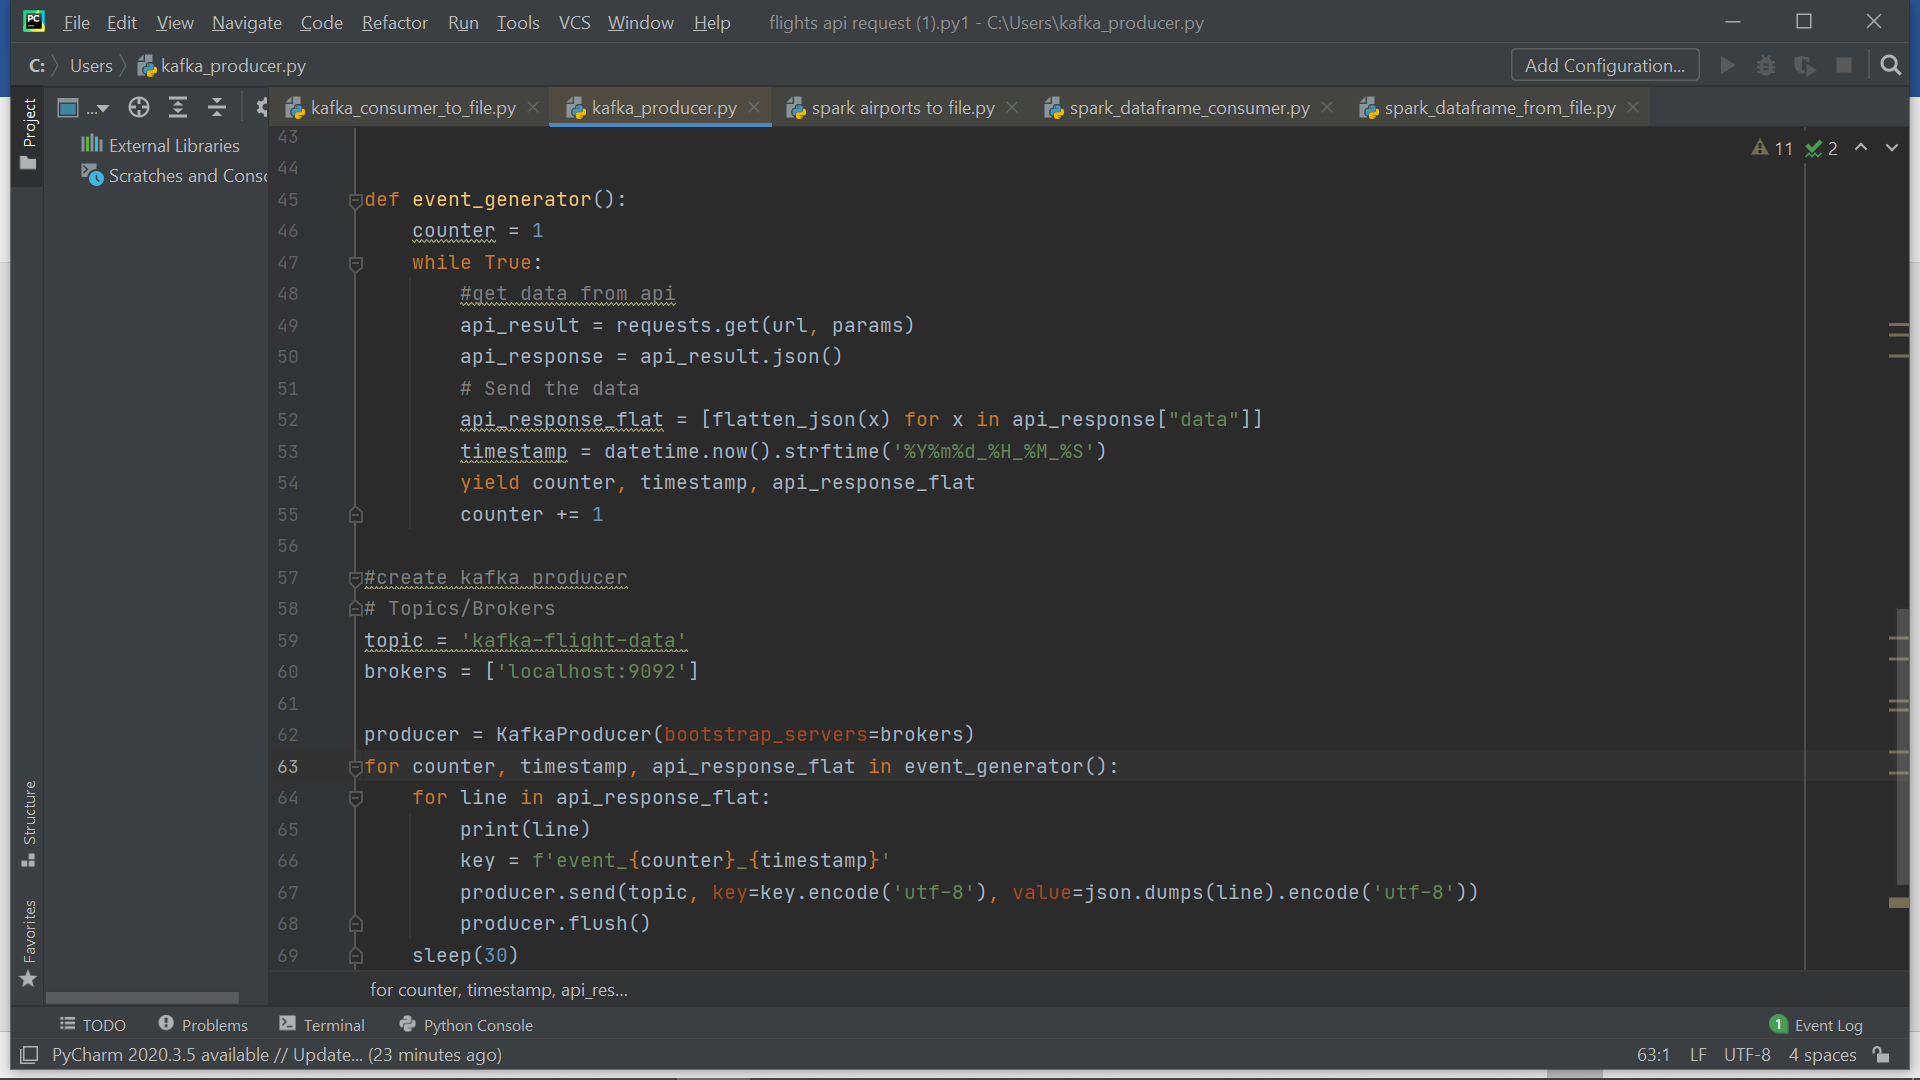 PC File Edit View Navigate Code Refactor Run Tools VCS Window Help flights api request (1).py1 - C:\Users\kafka_producer.py
C: Users kafka_producer.py Add Configuration...
Project ... kafka_consumer_to_file.py kafka_producer.py spark airports to file.py spark_dataframe_consumer.py spark_dataframe_from_file.py
External Libraries
Scratches and Conso
11 2
43
44
45 def event_generator():
46 counter = 1
47 while True:
48 #get data from api
49 api_result = requests.get(url, params)
50 api_response = api_result.json()
51 # Send the data
52 api_response_flat = [flatten_json(x) for x in api_response["data"]]
53 timestamp = datetime.now().strftime('%Y%m%d_%H_%M_%S')
54 yield counter, timestamp, api_response_flat
55 counter += 1
56
57 #create kafka producer
58 # Topics/Brokers
59 topic = 'kafka-flight-data'
60 brokers = ['localhost:9092']
61
62 producer = KafkaProducer(bootstrap_servers=brokers)
63 for counter, timestamp, api_response_flat in event_generator():
64 for line in api_response_flat:
65 print(line)
66 key = f'event_{counter}_{timestamp}'
67 producer.send(topic, key=key.encode('utf-8'), value=json.dumps(line).encode('utf-8'))
68 producer.flush()
69 sleep(30)
Structure
Favorites
for counter, timestamp, api_res...
TODO Problems Terminal Python Console 1 Event Log
PyCharm 2020.3.5 available // Update... (23 minutes ago) 63:1 LF UTF-8 4 spaces